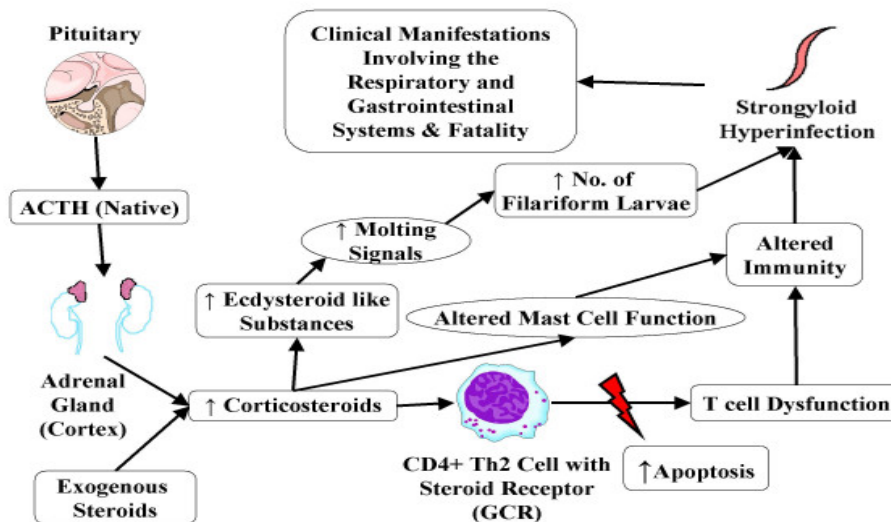 Pituitary
Clinical Manifestations
Involving the
Respiratory and
Gastrointestinal
Systems & Fatality
Strongyloid
Hyperinfection
ACTH (Native)
↑ No. of
Filariform Larvae
↑ Molting
Signals
Altered
Immunity
↑ Ecdysteroid like
Substances
Altered Mast Cell Function
Adrenal
Gland
(Cortex)
↑ Corticosteroids
T cell Dysfunction
CD4+ Th2 Cell with
Steroid Receptor
(GCR)
↑Apoptosis
Exogenous
Steroids